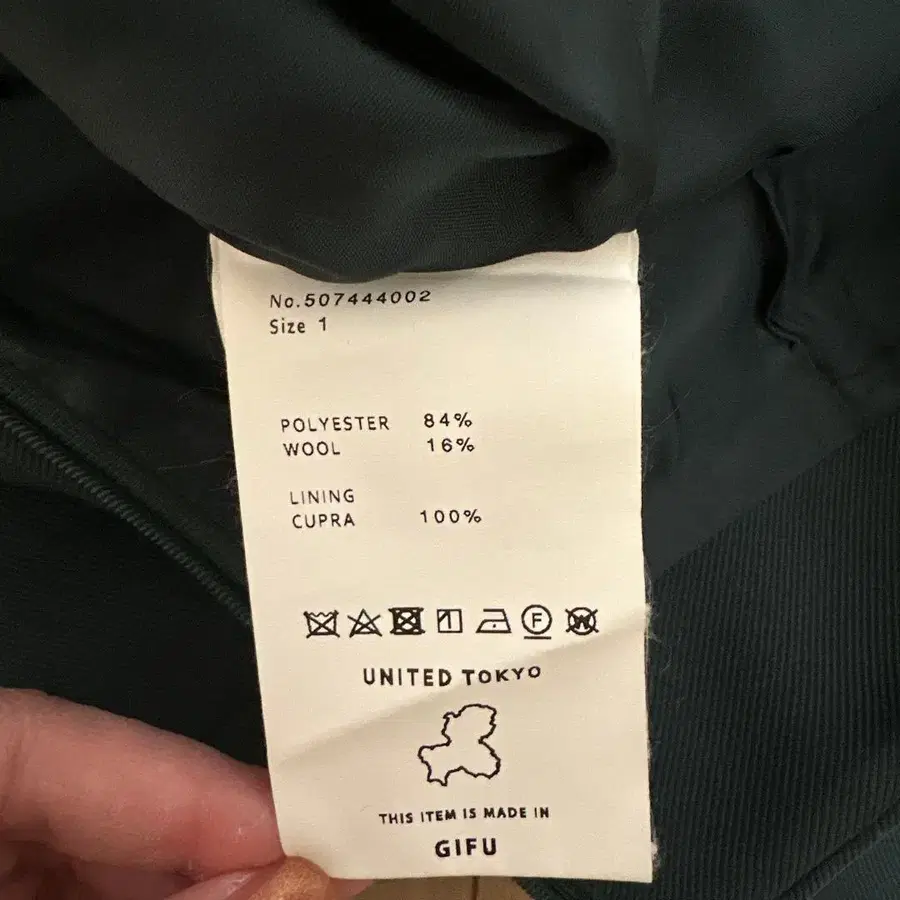 No.507444002
Size 1
POLYESTER 84%
WOOL 16%
LINING
CUPRA 100%
F W
UNITED TOKYO
THIS ITEM IS MADE IN
GIFU